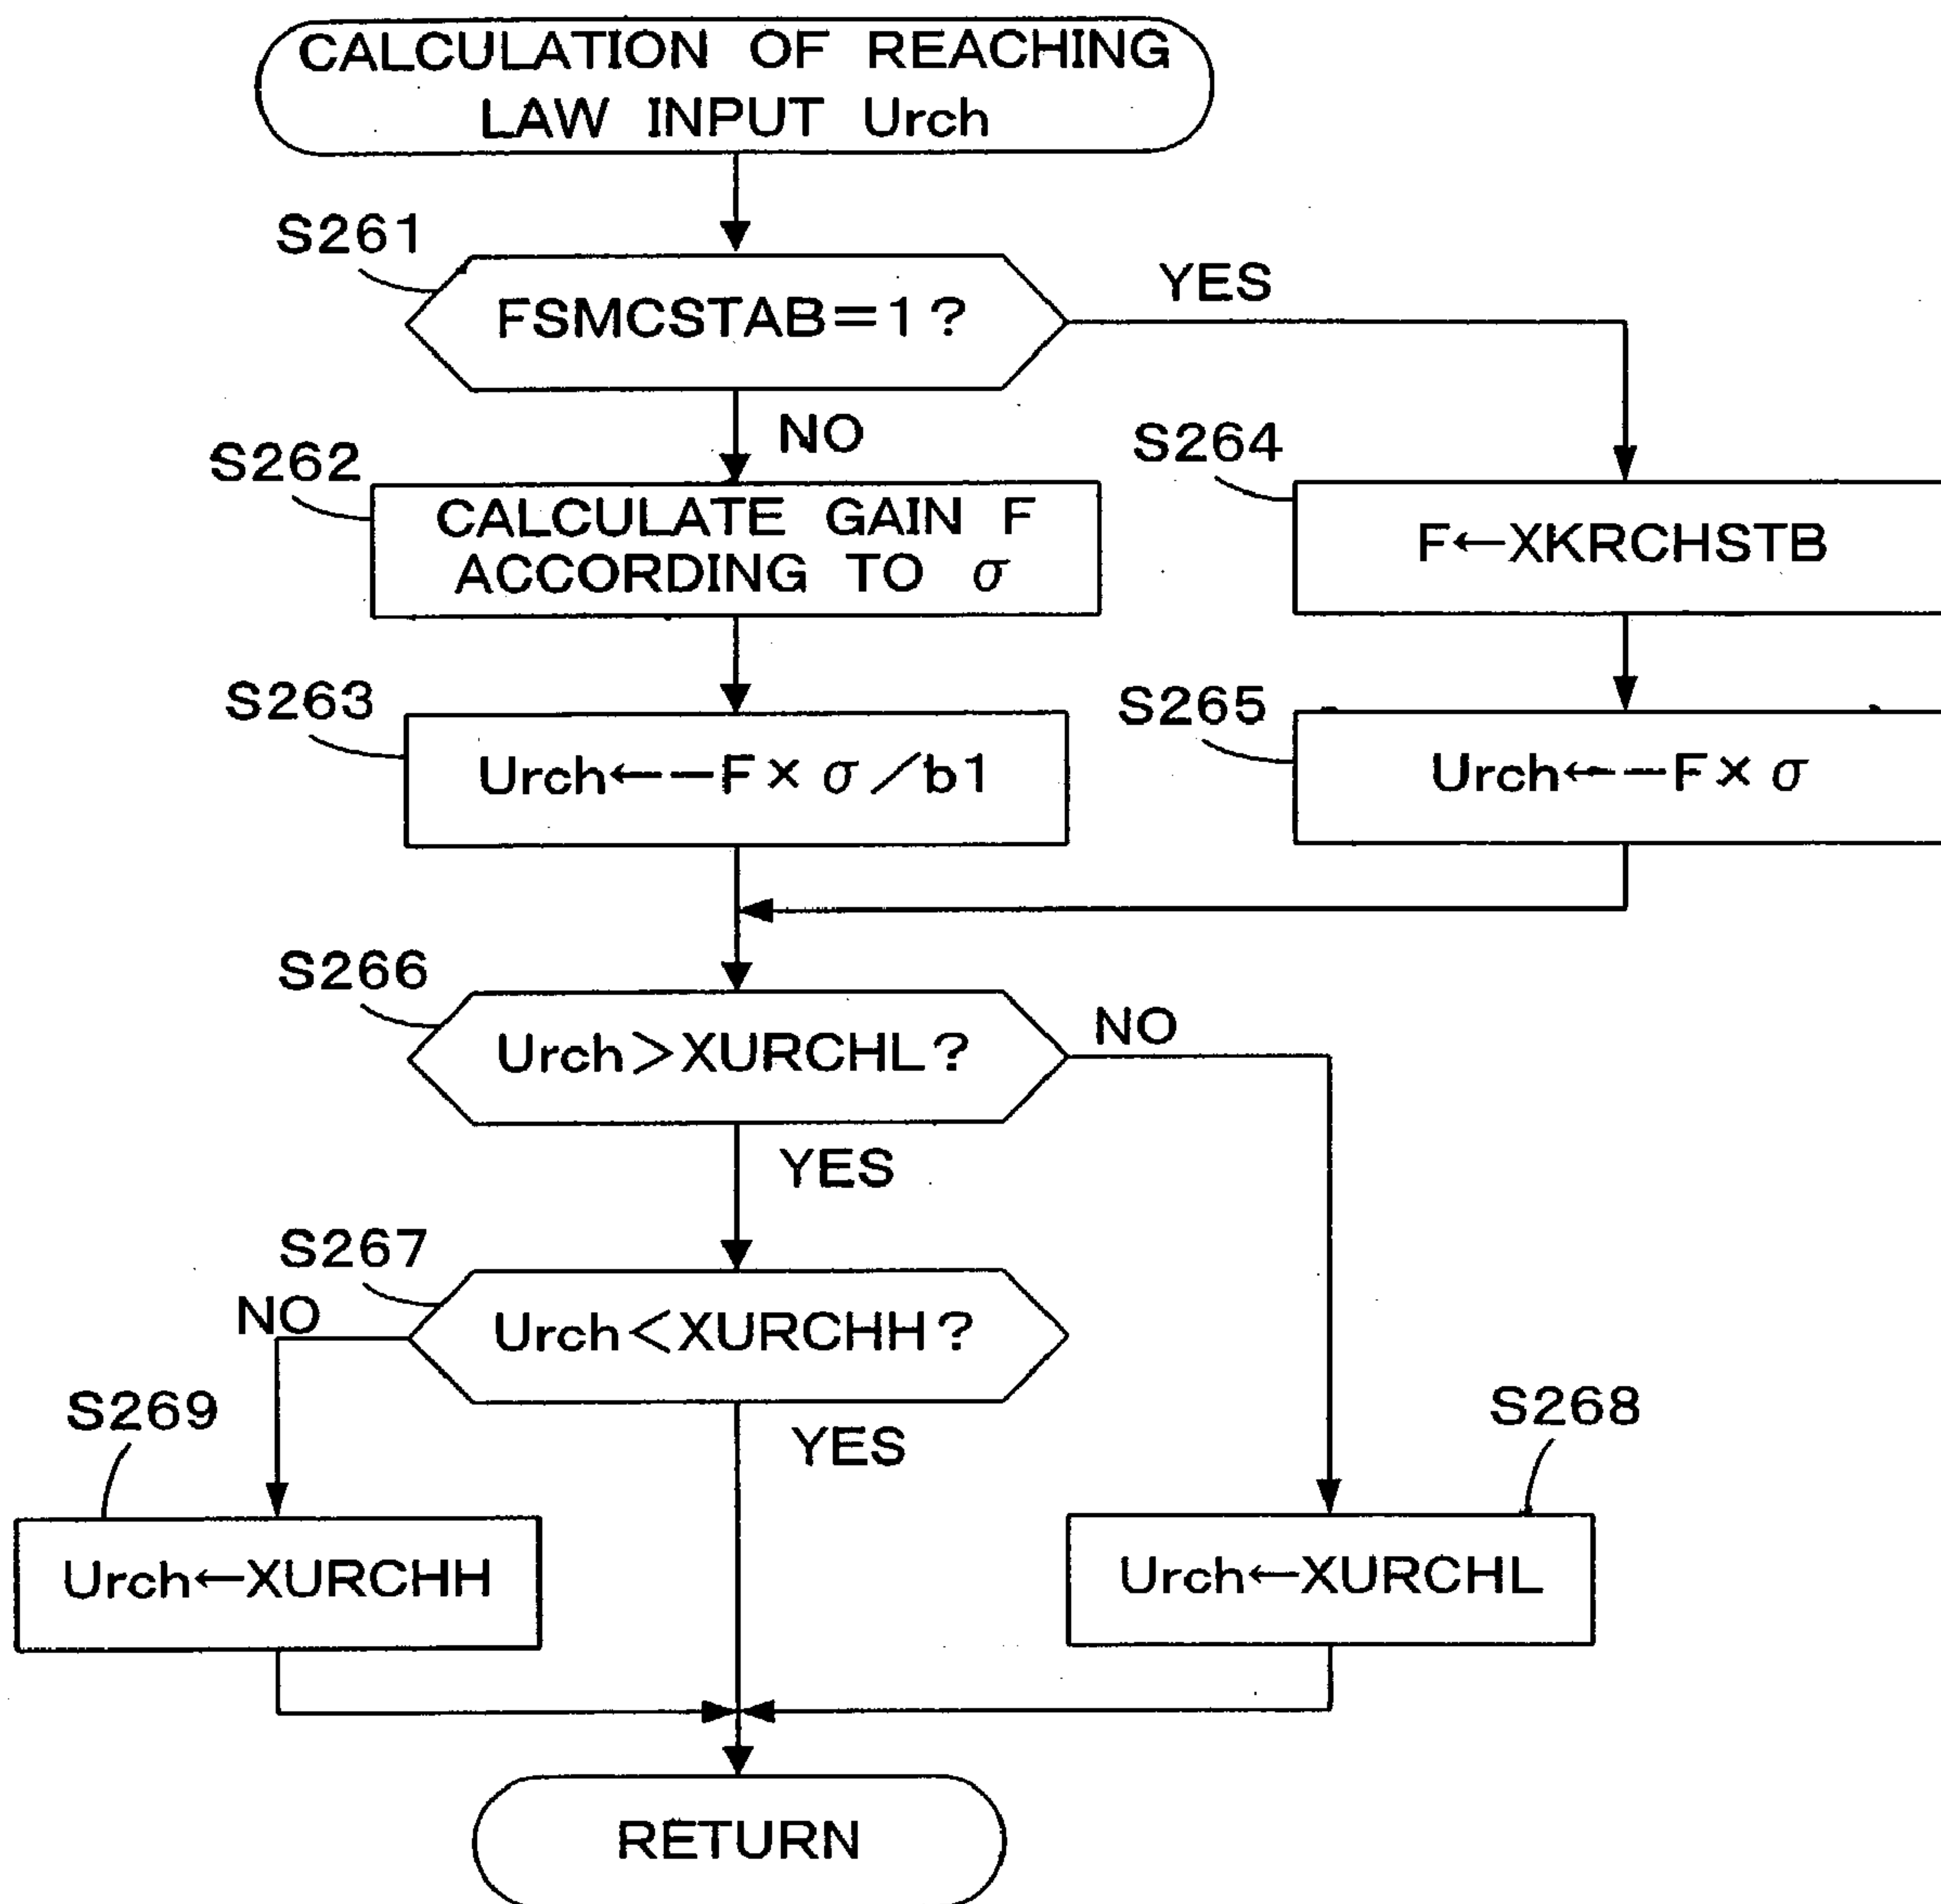 CALCULATION OF REACHING
LAW INPUT Urch
S261
FSMCSTAB=1?
YES
NO
S262
CALCULATE GAIN F
ACCORDING TO σ
S264
F←XKRCHSTB
S263
Urch←−F×σ/b1
S265
Urch←−F×σ
S266
Urch>XURCHL?
NO
YES
S267
Urch<XURCHH?
NO
YES
S269
Urch←XURCHH
S268
Urch←XURCHL
RETURN